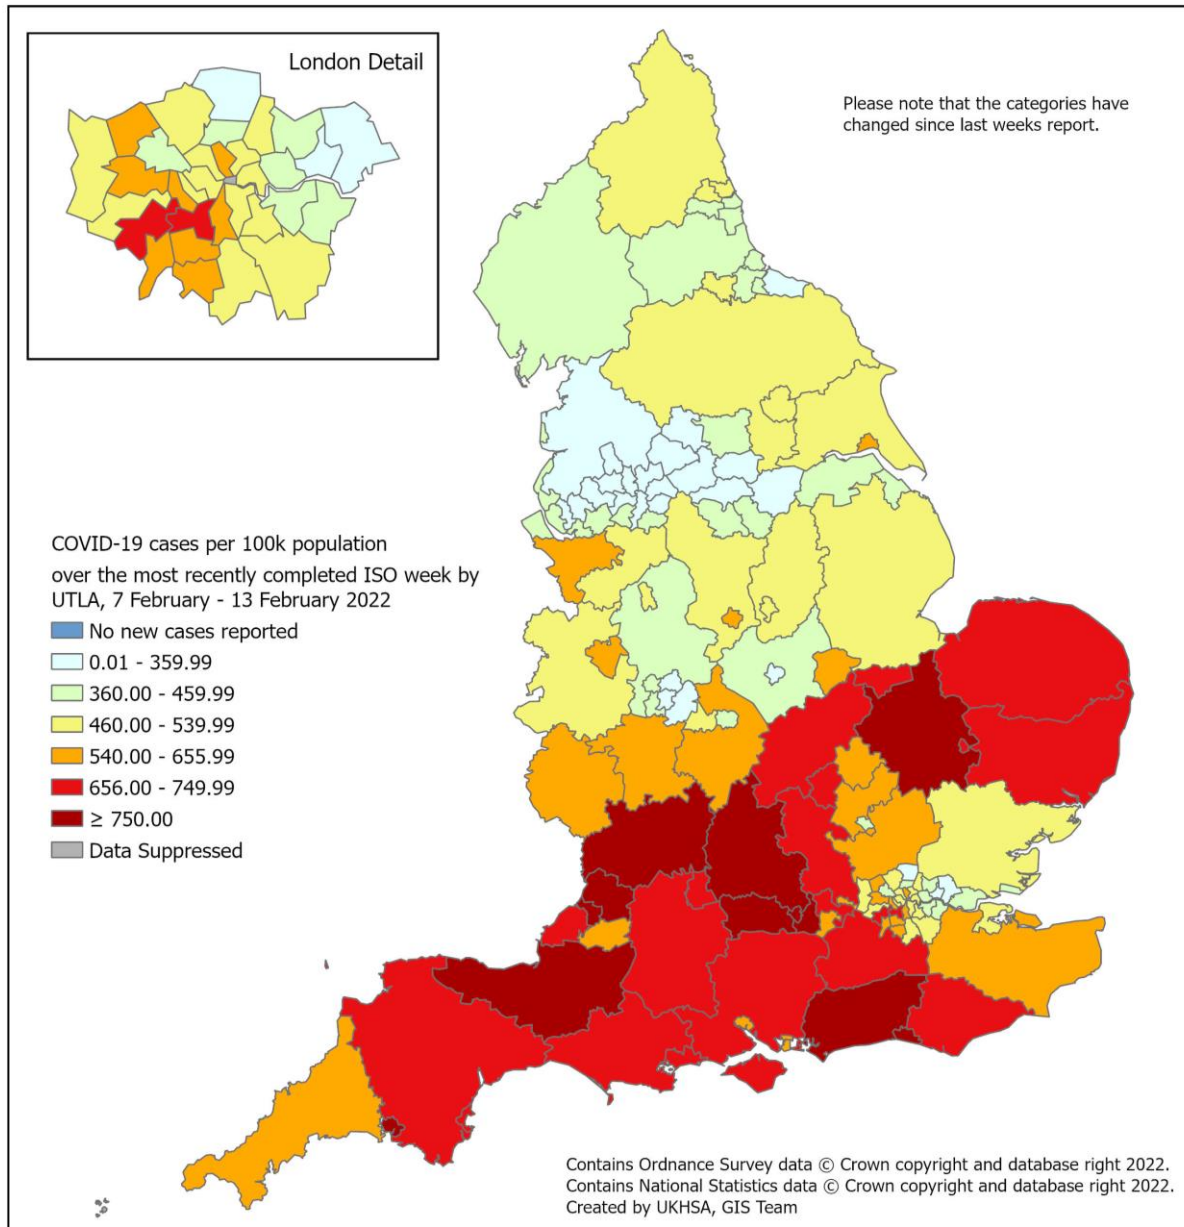 London Detail
Please note that the categories have
changed since last weeks report.
COVID-19 cases per 100k population
over the most recently completed ISO week by
UTLA, 7 February - 13 February 2022
No new cases reported
0.01 - 359.99
360.00 - 459.99
460.00 - 539.99
540.00 - 655.99
656.00 - 749.99
≥ 750.00
Data Suppressed
Contains Ordnance Survey data © Crown copyright and database right 2022.
Contains National Statistics data © Crown copyright and database right 2022.
Created by UKHSA, GIS Team